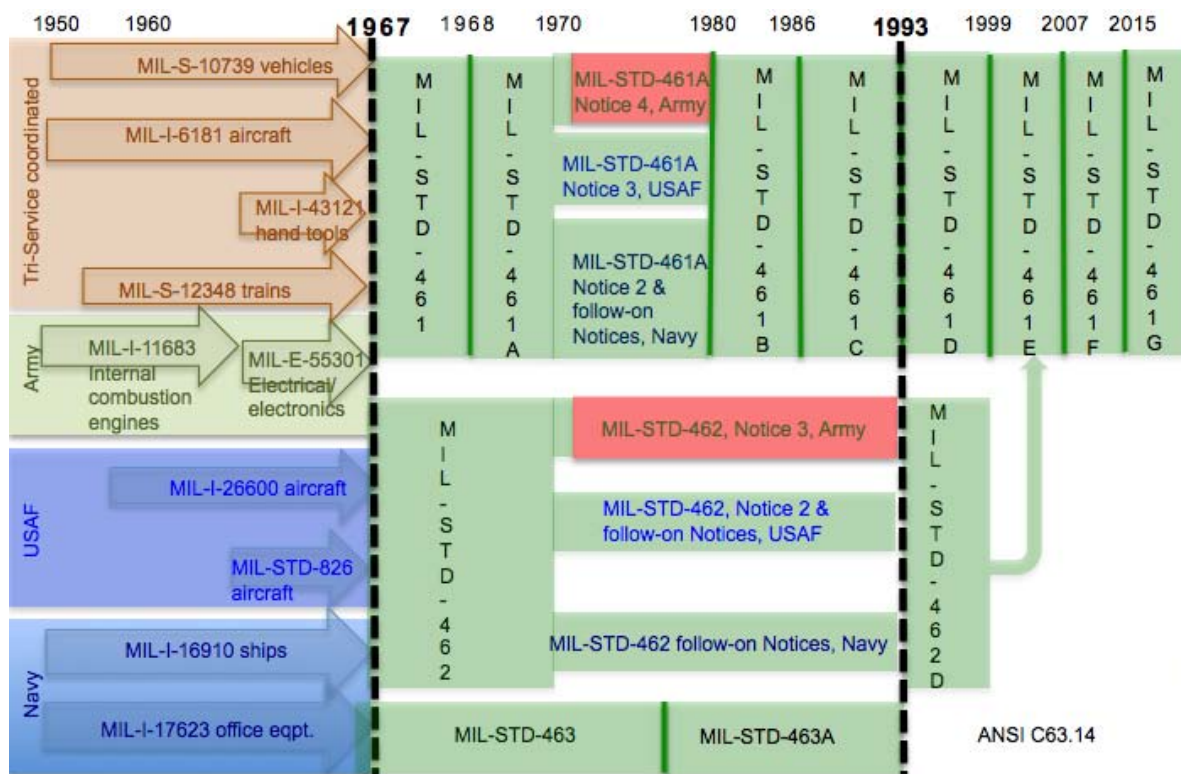 1950 1960 1967 1968 1970 1980 1986 1993 1999 2007 2015
Tri-Service coordinated
MIL-S-10739 vehicles
MIL-I-6181 aircraft
MIL-I-43121
hand tools
MIL-S-12348 trains
Army
MIL-I-11683
Internal
combustion
engines
MIL-E-55301
Electrical/
electronics
USAF
MIL-I-26600 aircraft
MIL-STD-826
aircraft
Navy
MIL-I-16910 ships
MIL-I-17623 office eqpt.
MIL-STD-461
MIL-STD-461A
MIL-STD-461A
Notice 4, Army
MIL-STD-461A
Notice 3, USAF
MIL-STD-461A
Notice 2 &
follow-on
Notices, Navy
MIL-STD-461B
MIL-STD-461C
MIL-STD-461D
MIL-STD-461E
MIL-STD-461F
MIL-STD-461G
MIL-STD-462
MIL-STD-462, Notice 3, Army
MIL-STD-462, Notice 2 &
follow-on Notices, USAF
MIL-STD-462 follow-on Notices, Navy
MIL-STD-462D
MIL-STD-463
MIL-STD-463A
ANSI C63.14